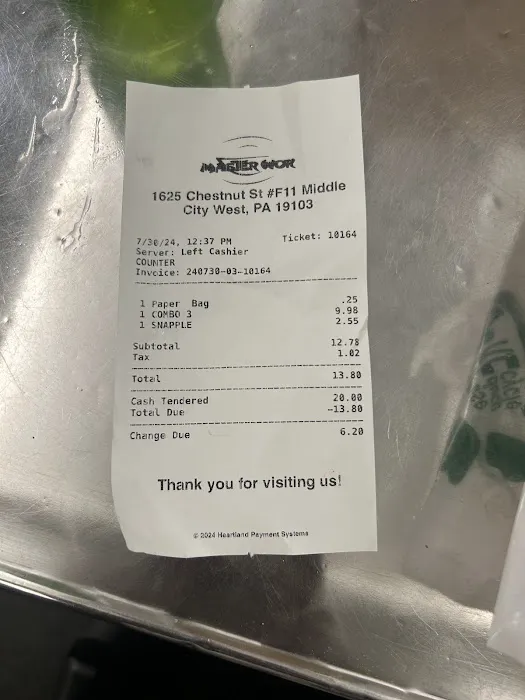 MASTER WOK
1625 Chestnut St #F11 Middle
City West, PA 19103
7/30/24, 12:37 PM Ticket: 10164
Server: Left Cashier
COUNTER
Invoice: 240730-03-10164
1 Paper Bag .25
1 COMBO 3 9.98
1 SNAPPLE 2.55
Subtotal 12.78
Tax 1.02
Total 13.80
Cash Tendered 20.00
Total Due -13.80
Change Due 6.20
Thank you for visiting us!
© 2024 Heartland Payment Systems